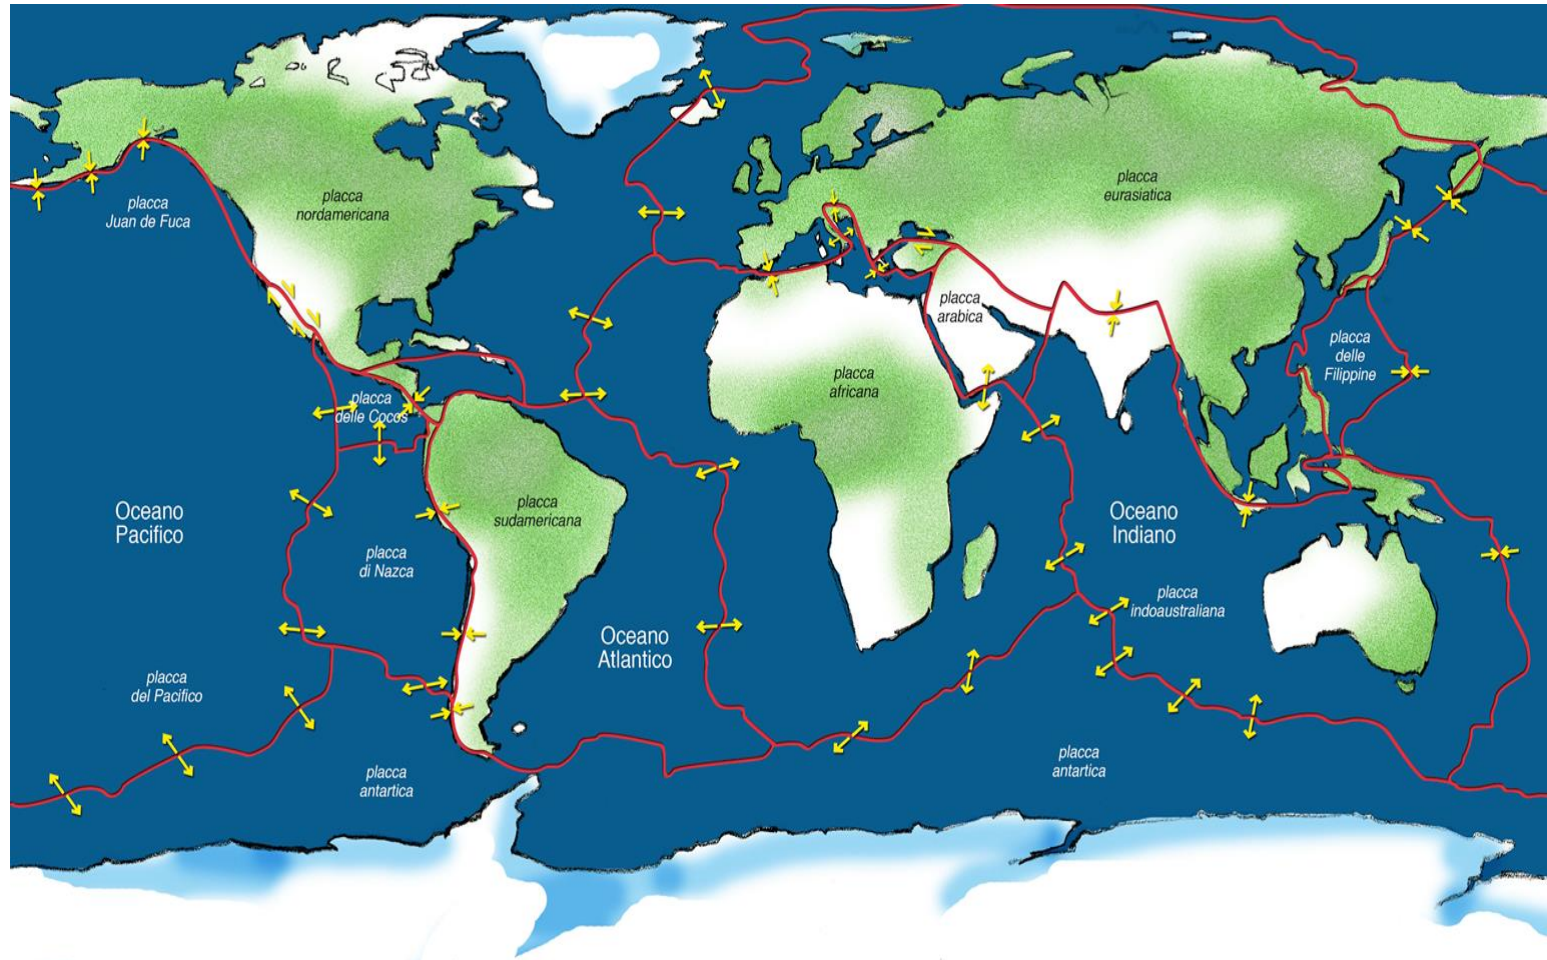 placca
Juan de Fuca
placca
nordamericana
placca
eurasiatica
placca
arabica
placca
delle
Filippine
placca
africana
placca
delle Cocos
placca
sudamericana
Oceano
Pacifico
Oceano
Indiano
placca
di Nazca
placca
indoaustraliana
Oceano
Atlantico
placca
del Pacifico
placca
antartica
placca
antartica